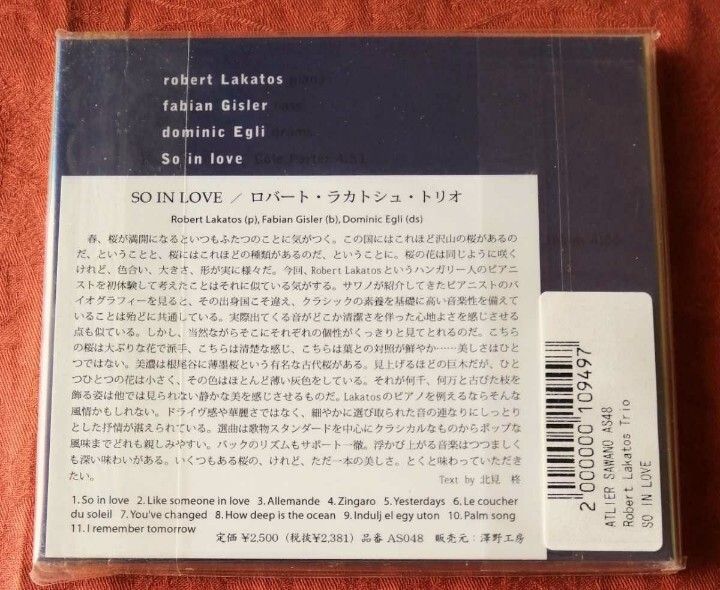 robert Lakatos
fabian Gisler
dominic Egli
So in love Cole Porter 4:51
SO IN LOVE / ロバート・ラカトシュ・トリオ
Robert Lakatos (p), Fabian Gisler (b), Dominic Egli (ds)
春、桜が満開になるといつもふたつのことに気がつく。この国にはこれほど沢山の桜があるの
だ、ということと、桜にはこれほどの種類があるのだ、ということに。桜の花は同じように咲く
けれど、色合い、大きさ、形が実に様々だ。今回、Robert Lakatosというハンガリー人のピアニ
ストを初体験して考えたことはそれに似ている気がする。サワノが紹介してきたピアニストのバ
イオグラフィーを見ると、その出身国こそ違え、クラシックの素養を基礎に高い音楽性を備えて
いることは殆どに共通している。実際出てくる音がどこか清潔さを伴った心地よさを感じさせる
点も似ている。しかし、当然ながらそこにそれぞれの個性がくっきりと見てとれるのだ。こちら
の桜は大ぶりな花で派手、こちらは清楚な感じ、こちらは葉との対照が鮮やか……美しさはひと
つではない。美濃は根尾谷に薄墨桜という有名な古代桜がある。見上げるほどの巨木だが、ひと
つひとつの花は小さく、その色はほとんど薄い灰色をしている。それが何千、何万と古びた枝を
飾る姿は他では見られない静かな美を感じさせるものだ。Lakatosのピアノを例えるならそんな
風情かもしれない。ドライヴ感や華麗さではなく、細やかに選び取られた音の連なりにしっとり
とした抒情が湛えられている。選曲は歌物スタンダードを中心にクラシカルなものからポップな
風味までどれも親しみやすい。バックのリズムもサポート一徹。浮かび上がる音楽はつつましく
も深い味わいがある。いくつもある桜の、けれど、ただ一本の美しさ。とくと味わっていただき
たい。
Text by 北見 柊
1.So in love 2.Like someone in love 3.Allemande 4.Zingaro 5.Yesterdays 6.Le coucher
du soleil 7.You've changed 8.How deep is the ocean 9.Indulj el egy uton 10.Palm song
11.I remember tomorrow
定価 ¥2,500 (税抜¥2,381) 品番 AS048 販売元：澤野工房
2 000000 109497
ATLIER SAWANO AS48
Robert Lakatos Trio
SO IN LOVE